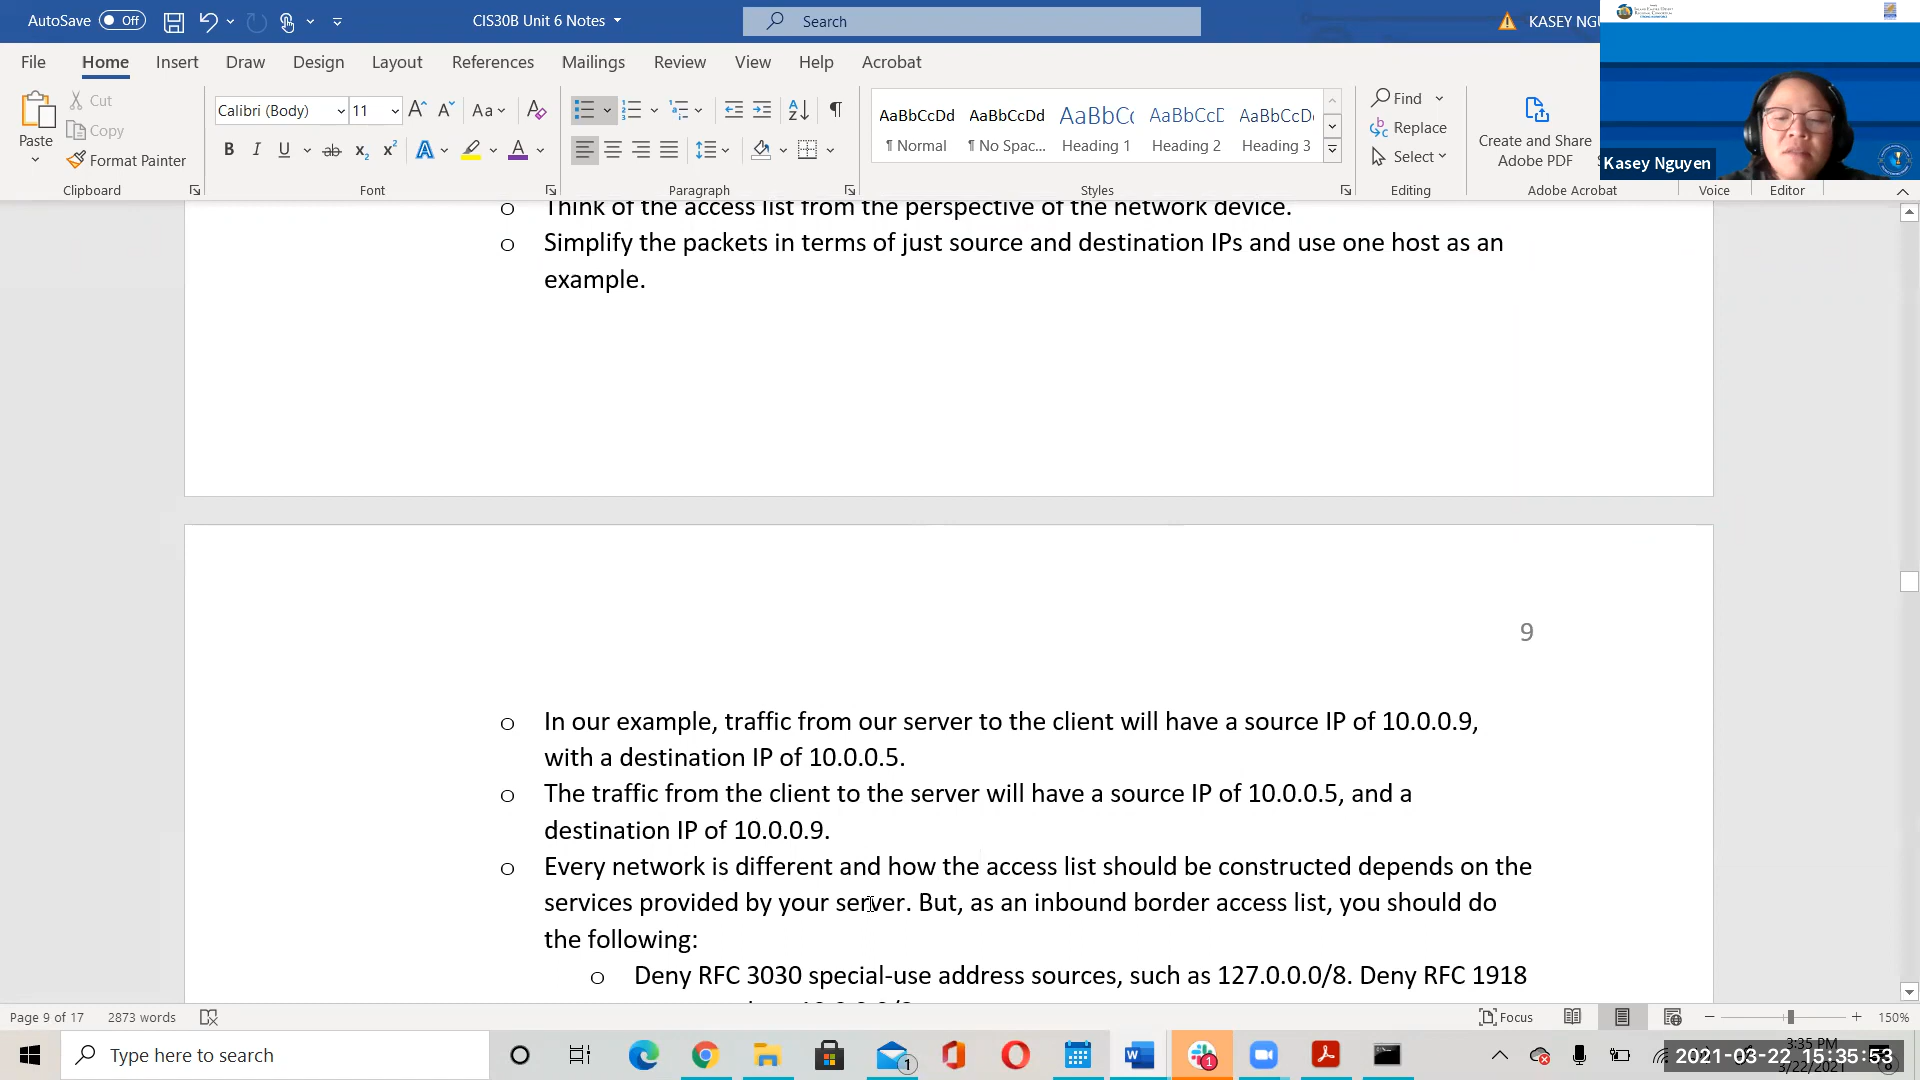 AutoSave Off CIS30B Unit 6 Notes Search KASEY NGU
File Home Insert Draw Design Layout References Mailings Review View Help Acrobat
Paste Cut Copy Format Painter
Calibri (Body) 11 Aa
B I U ab x2 x2 A A
AaBbCcDd AaBbCcDd AaBbCc AaBbCcD AaBbCcDc
¶ Normal ¶ No Spac... Heading 1 Heading 2 Heading 3
Find Replace Select
Create and Share
Adobe PDF
Kasey Nguyen
Clipboard Font Paragraph Styles Editing Adobe Acrobat Voice Editor
o Think of the access list from the perspective of the network device.
o Simplify the packets in terms of just source and destination IPs and use one host as an
example.
9
o In our example, traffic from our server to the client will have a source IP of 10.0.0.9,
with a destination IP of 10.0.0.5.
o The traffic from the client to the server will have a source IP of 10.0.0.5, and a
destination IP of 10.0.0.9.
o Every network is different and how the access list should be constructed depends on the
services provided by your server. But, as an inbound border access list, you should do
the following:
o Deny RFC 3030 special-use address sources, such as 127.0.0.0/8. Deny RFC 1918
Page 9 of 17 2873 words Focus 150%
Type here to search 1 1
3:35 PM
2021-03-22 15:35:53